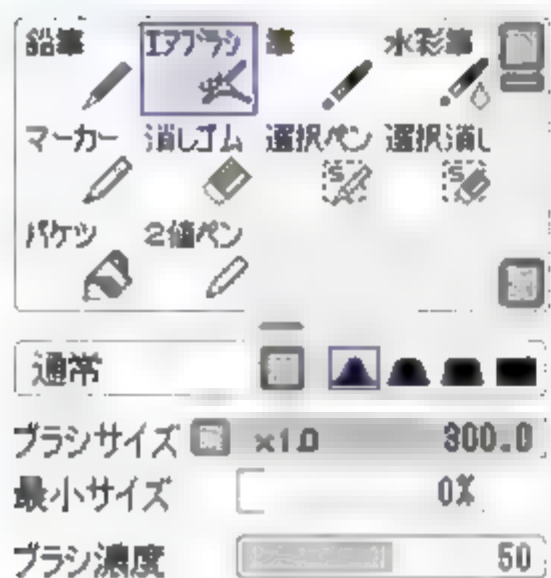 鉛筆 エアブラシ 筆 水彩筆
マーカー 消しゴム 選択ペン 選択消し
バケツ 2値ペン
通常
ブラシサイズ ×1.0 300.0
最小サイズ 0%
ブラシ濃度 50